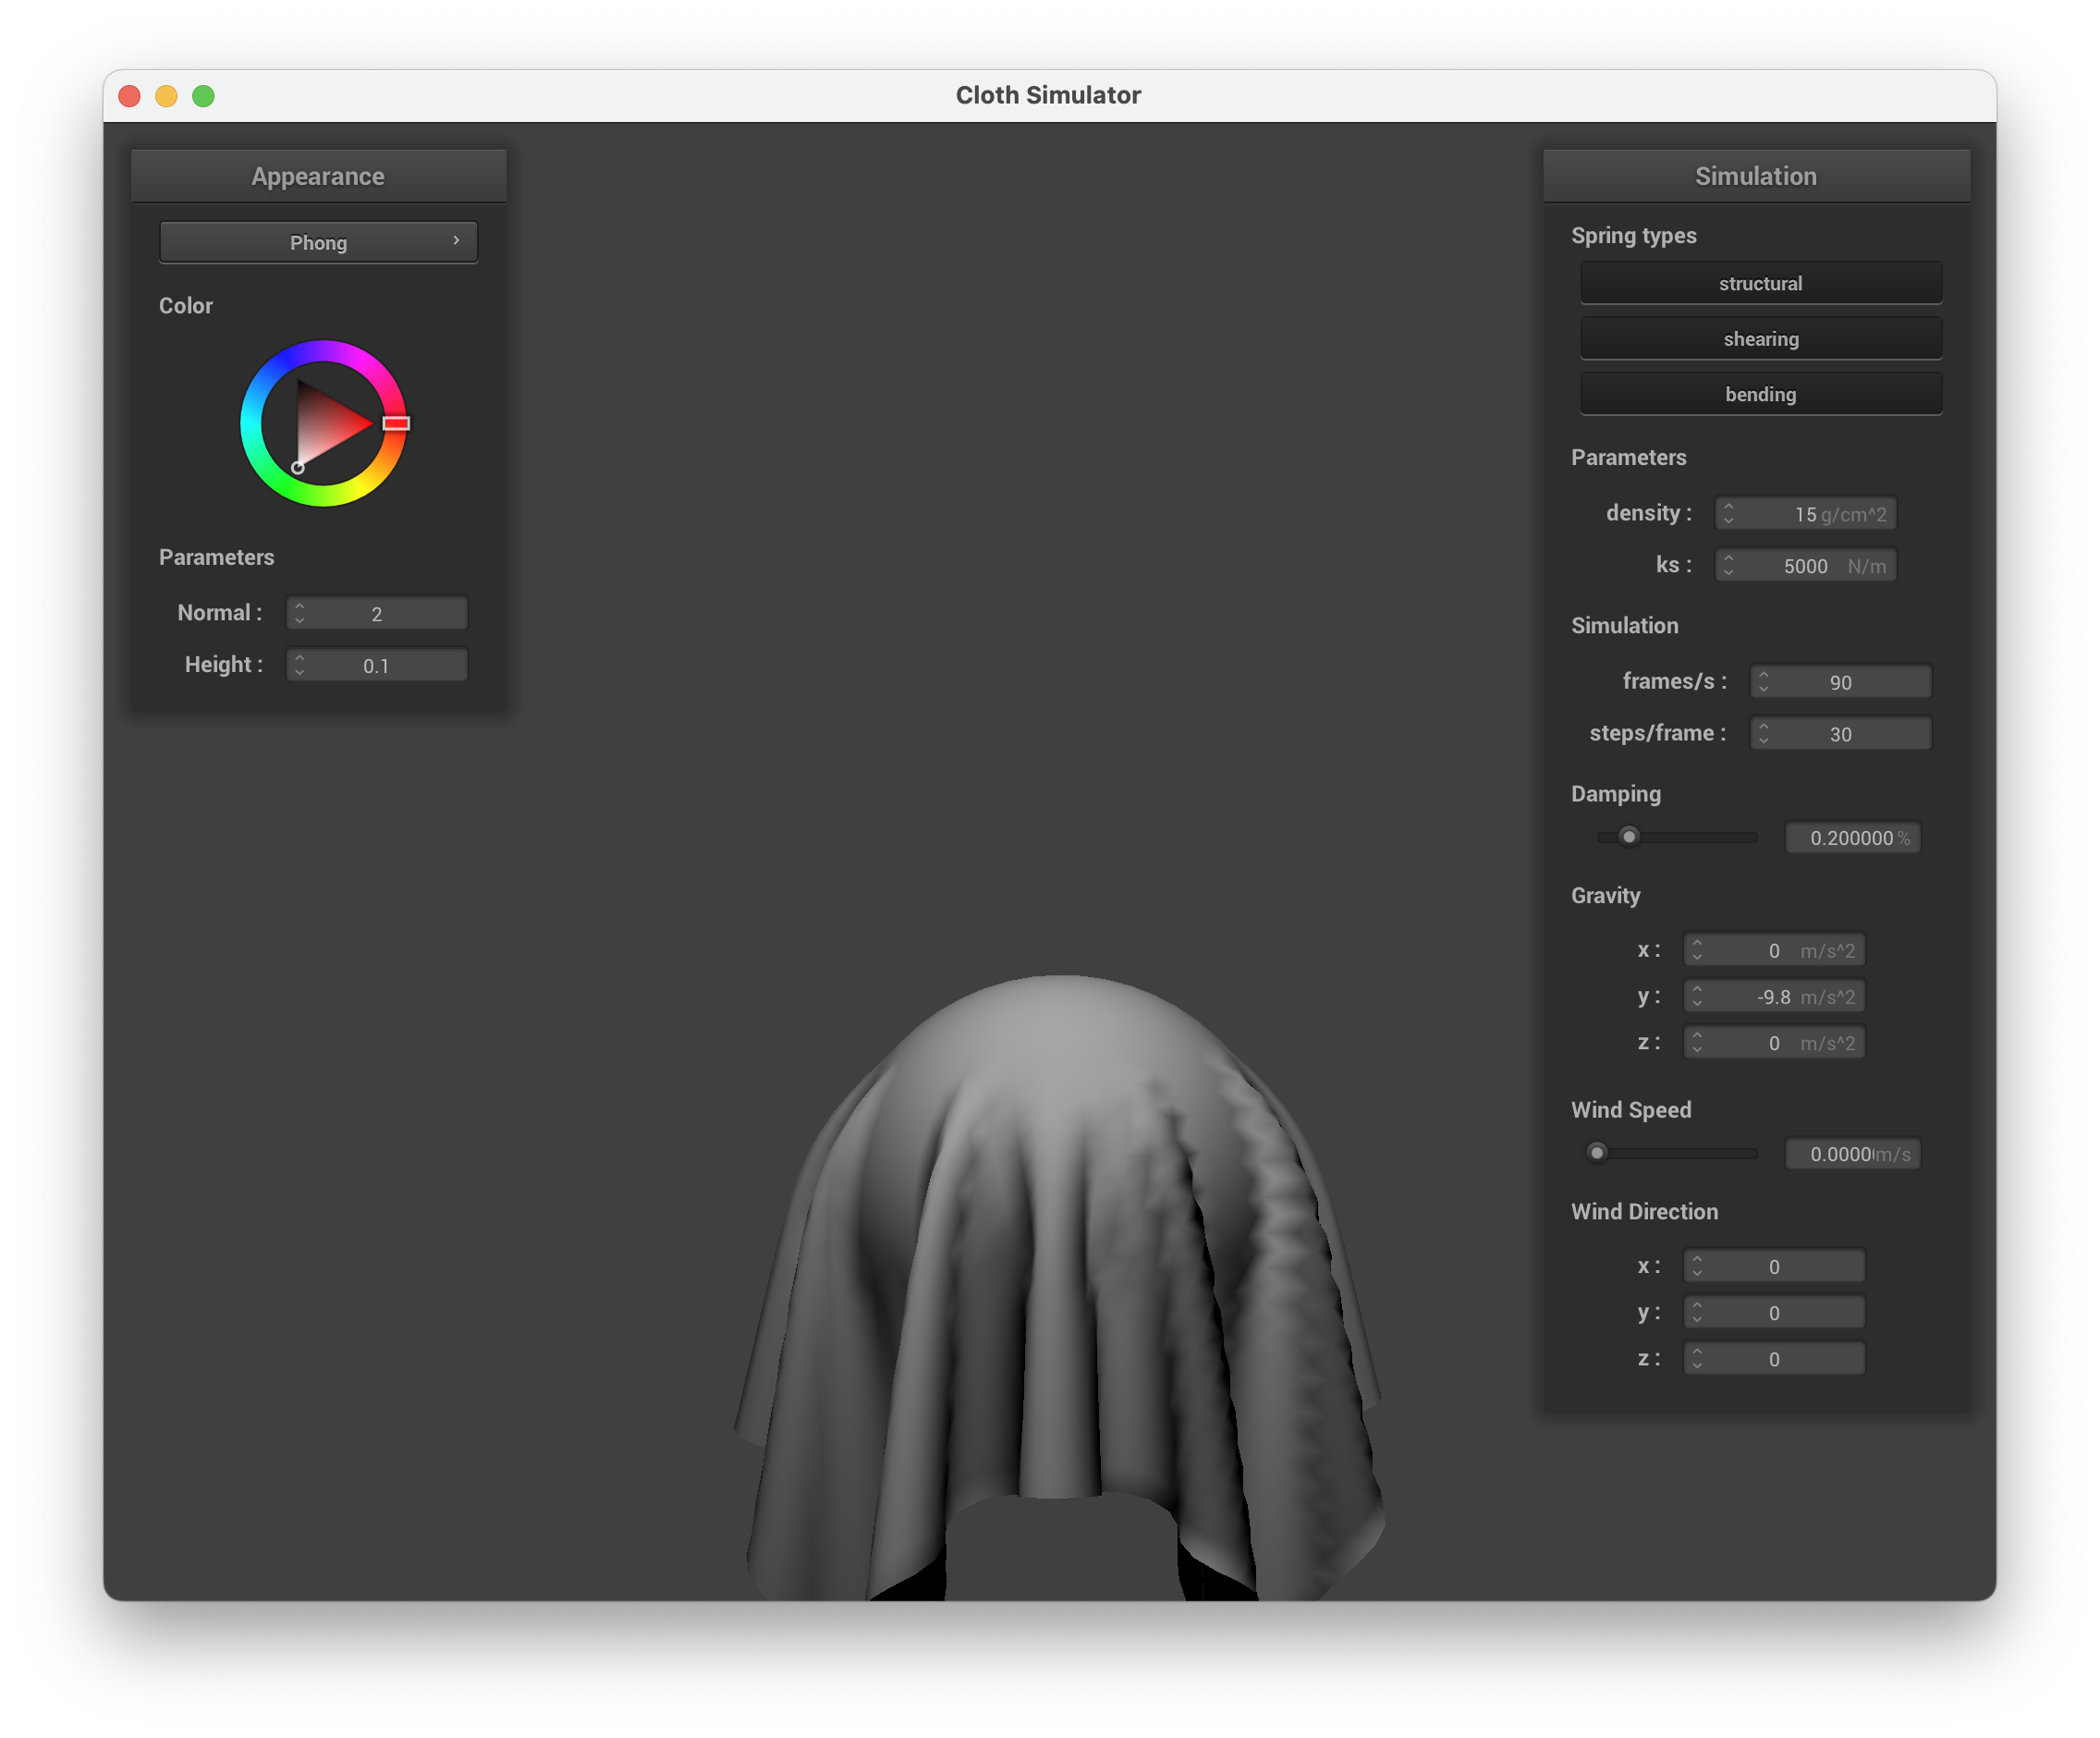 Cloth Simulator
Appearance
Phong
Color
Parameters
Normal : 2
Height : 0.1
Simulation
Spring types
structural
shearing
bending
Parameters
density : 15 g/cm^2
ks : 5000 N/m
Simulation
frames/s : 90
steps/frame : 30
Damping
0.200000 %
Gravity
x : 0 m/s^2
y : -9.8 m/s^2
z : 0 m/s^2
Wind Speed
0.0000 m/s
Wind Direction
x : 0
y : 0
z : 0